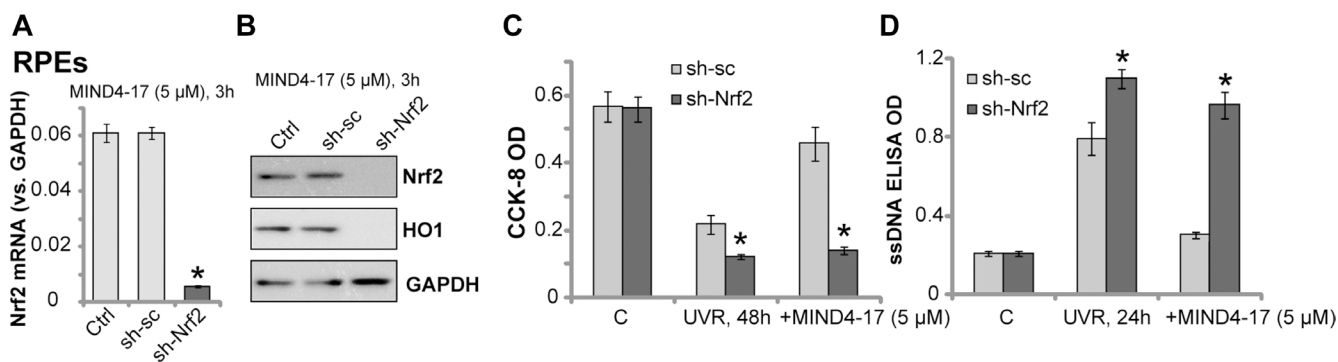 A
RPEs
MIND4-17 (5 µM), 3h
Nrf2 mRNA (vs. GAPDH)
0.06
0.04
0.02
0
*
Ctrl
sh-sc
sh-Nrf2
B
MIND4-17 (5 µM), 3h
Ctrl
sh-sc
sh-Nrf2
Nrf2
HO1
GAPDH
C
CCK-8 OD
0.6
0.4
0.2
0
sh-sc
sh-Nrf2
*
*
C
UVR, 48h
+MIND4-17 (5 µM)
D
ssDNA ELISA OD
1.2
0.8
0.4
0
sh-sc
sh-Nrf2
*
*
C
UVR, 24h
+MIND4-17 (5 µM)